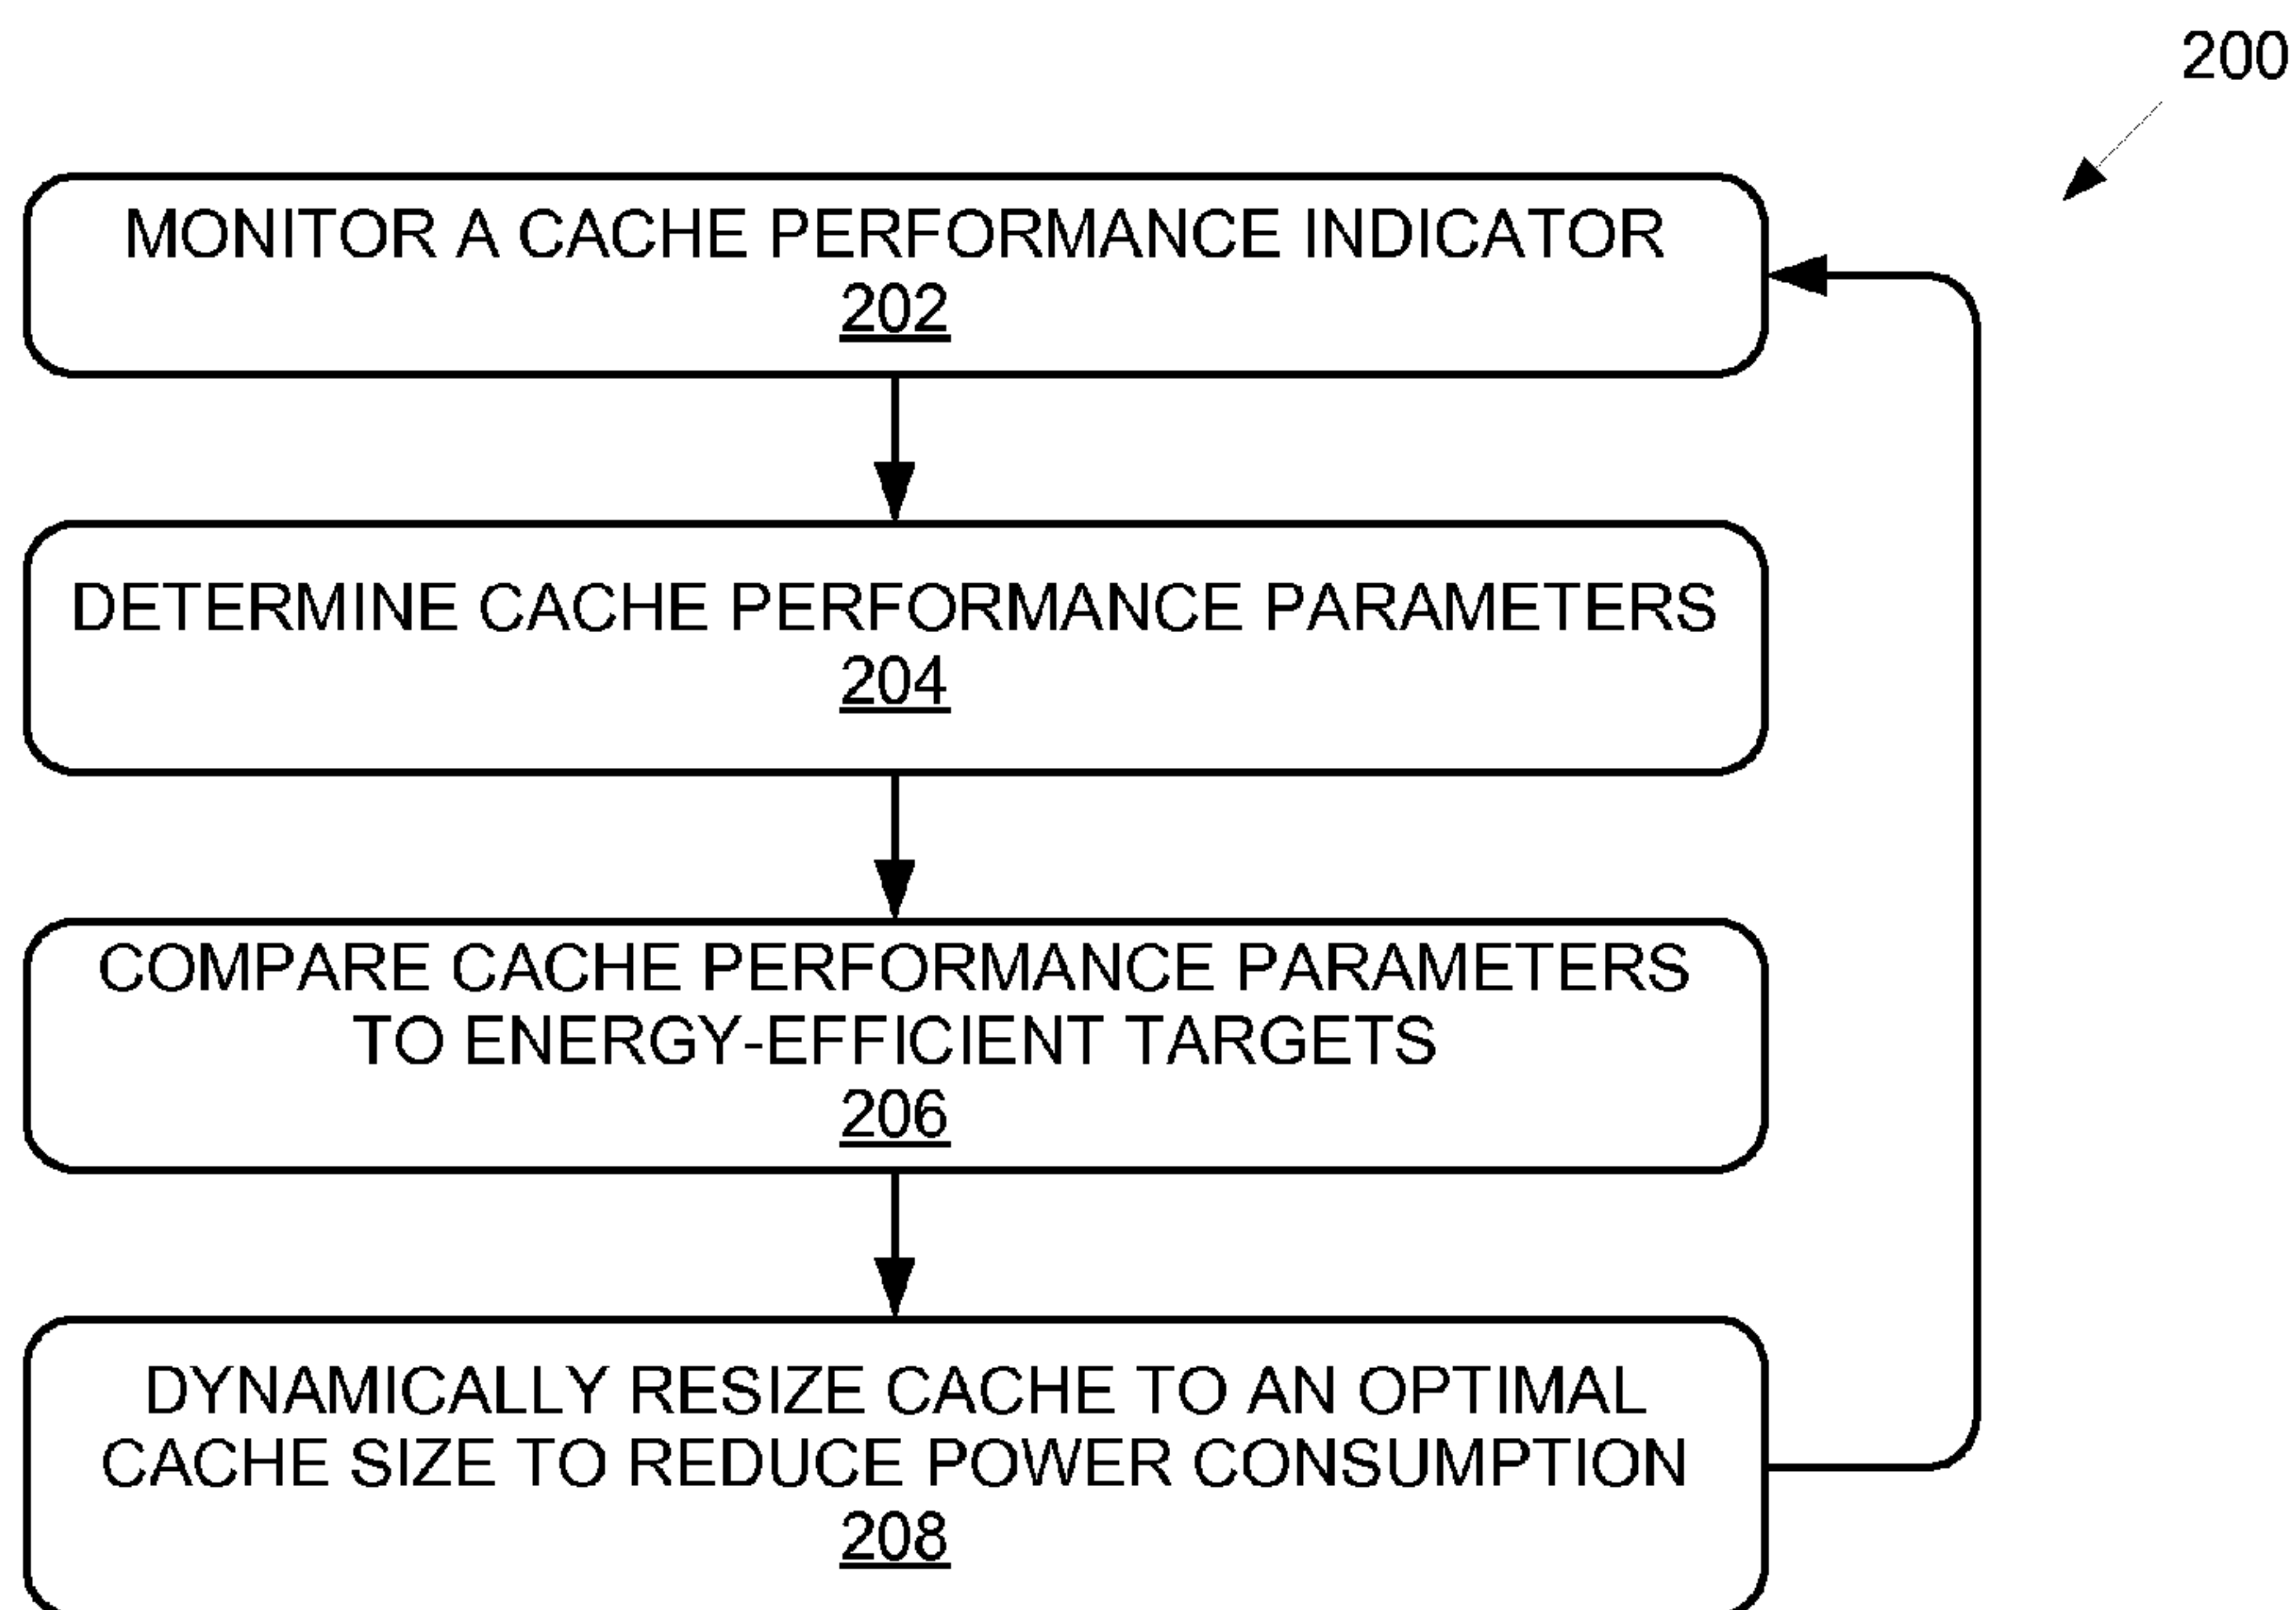 200
MONITOR A CACHE PERFORMANCE INDICATOR
202
DETERMINE CACHE PERFORMANCE PARAMETERS
204
COMPARE CACHE PERFORMANCE PARAMETERS
TO ENERGY-EFFICIENT TARGETS
206
DYNAMICALLY RESIZE CACHE TO AN OPTIMAL
CACHE SIZE TO REDUCE POWER CONSUMPTION
208